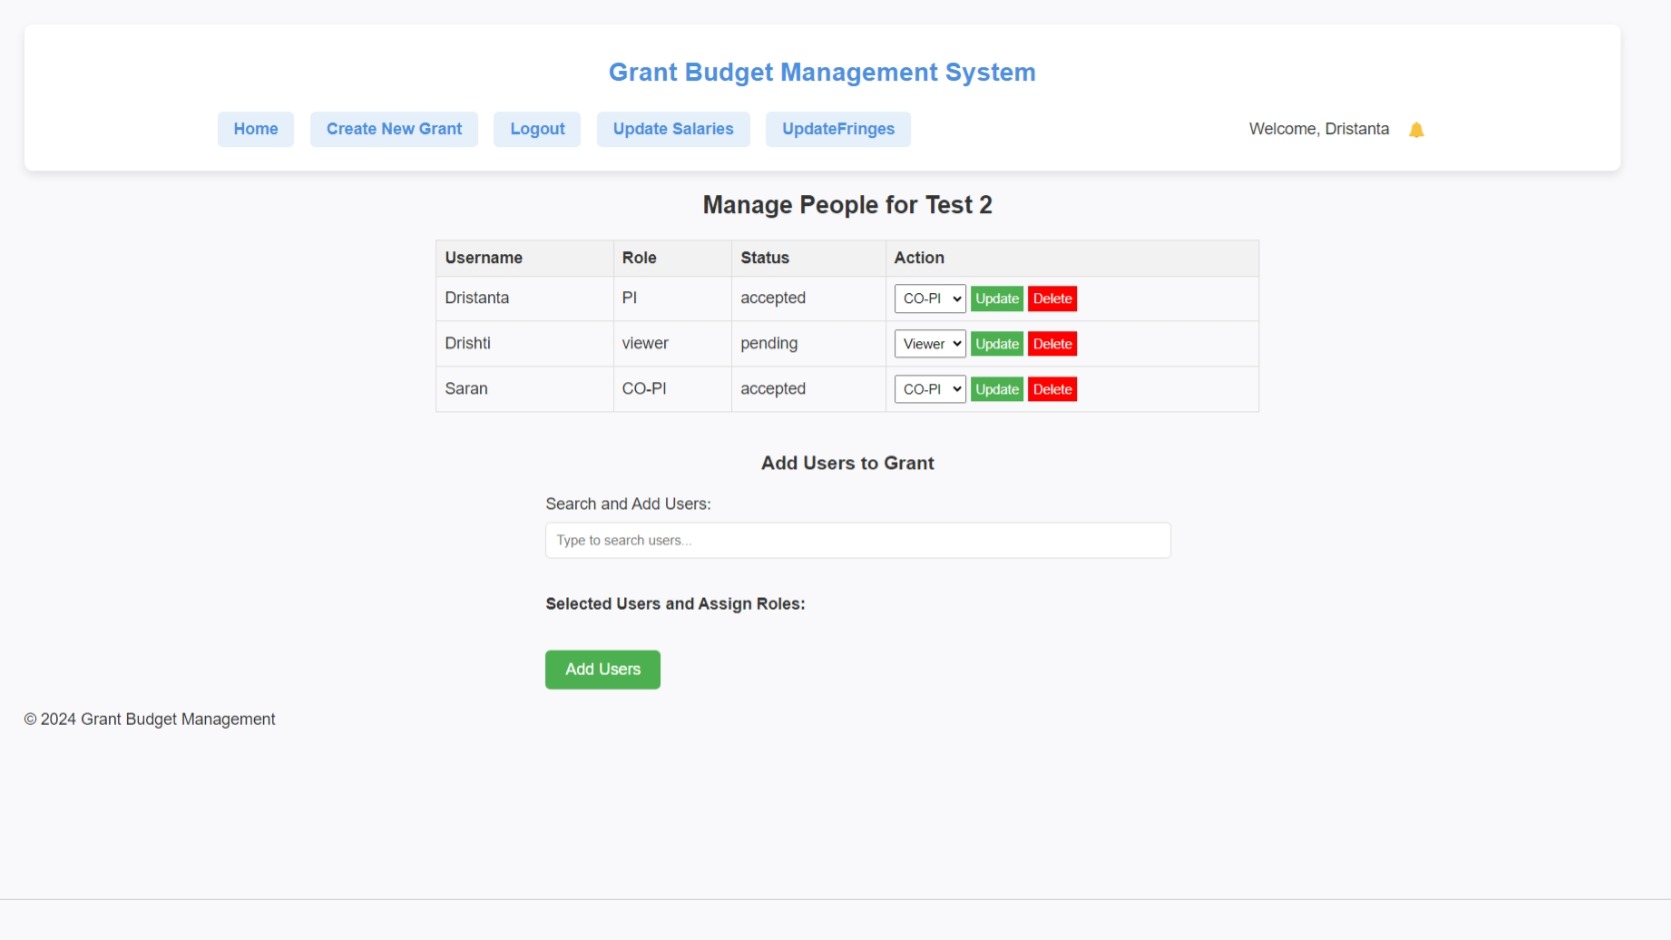 Grant Budget Management System
Home Create New Grant Logout Update Salaries UpdateFringes Welcome, Dristanta
Manage People for Test 2
Username Role Status Action
Dristanta PI accepted CO-PI Update Delete
Drishti viewer pending Viewer Update Delete
Saran CO-PI accepted CO-PI Update Delete
Add Users to Grant
Search and Add Users:
Type to search users...
Selected Users and Assign Roles:
Add Users
© 2024 Grant Budget Management